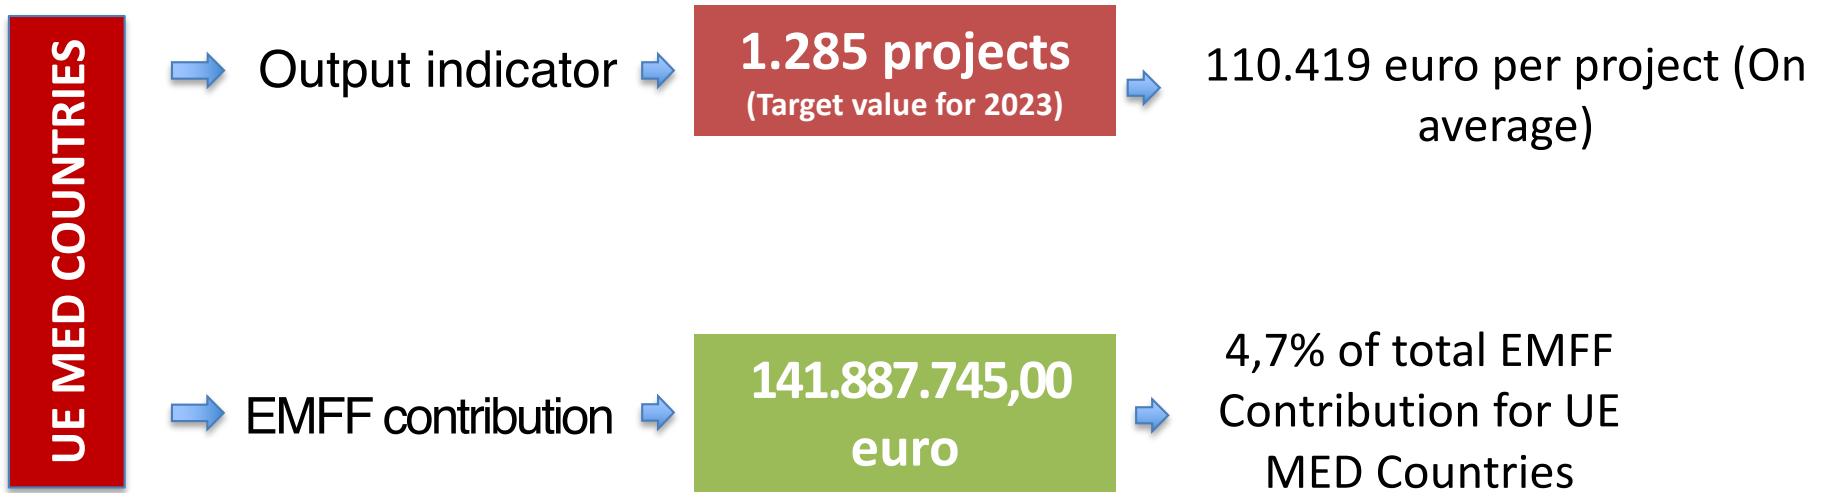 UE MED COUNTRIES
Output indicator
1.285 projects
(Target value for 2023)
110.419 euro per project (On
average)
EMFF contribution
141.887.745,00
euro
4,7% of total EMFF
Contribution for UE
MED Countries